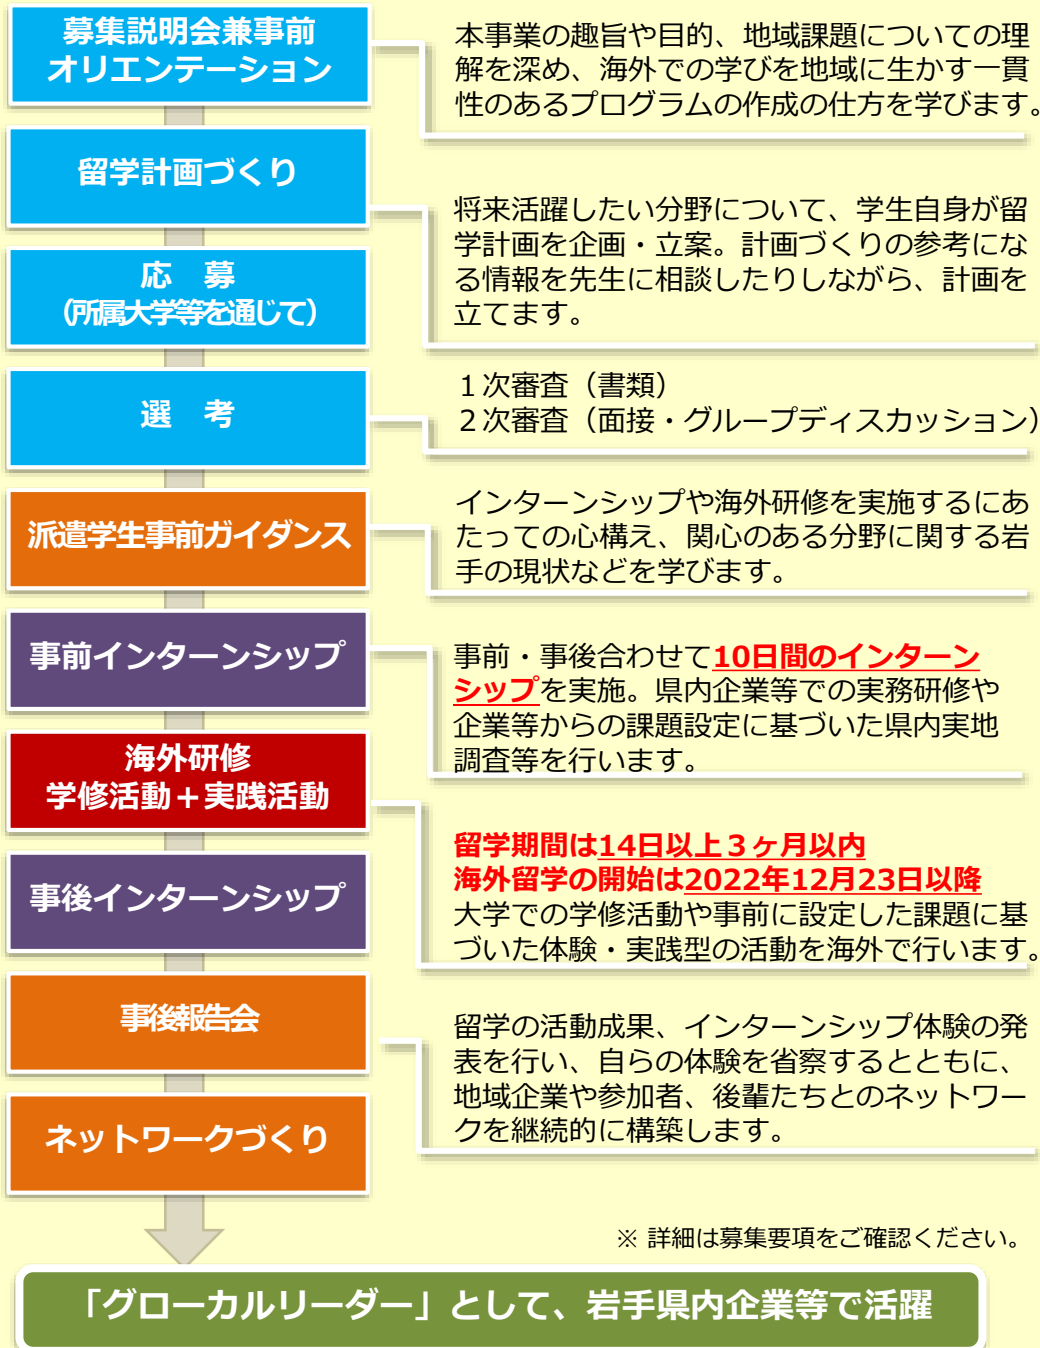 募集説明会兼事前
オリエンテーション
本事業の趣旨や目的、地域課題についての理
解を深め、海外での学びを地域に生かす一貫
性のあるプログラムの作成の仕方を学びます。
留学計画づくり
応　募
（所属大学等を通じて）
将来活躍したい分野について、学生自身が留
学計画を企画・立案。計画づくりの参考にな
る情報を先生に相談したりしながら、計画を
立てます。
選　考
１次審査（書類）
２次審査（面接・グループディスカッション）
派遣学生事前ガイダンス
インターンシップや海外研修を実施するにあ
たっての心構え、関心のある分野に関する岩
手の現状などを学びます。
事前インターンシップ
事前・事後合わせて10日間のインターン
シップを実施。県内企業等での実務研修や
企業等からの課題設定に基づいた県内実地
調査等を行います。
海外研修
学修活動＋実践活動
留学期間は14日以上３ヶ月以内
海外留学の開始は2022年12月23日以降
大学での学修活動や事前に設定した課題に基
づいた体験・実践型の活動を海外で行います。
事後インターンシップ
事後報告会
留学の活動成果、インターンシップ体験の発
表を行い、自らの体験を省察するとともに、
地域企業や参加者、後輩たちとのネットワー
クを継続的に構築します。
ネットワークづくり
※ 詳細は募集要項をご確認ください。
「グローカルリーダー」として、岩手県内企業等で活躍